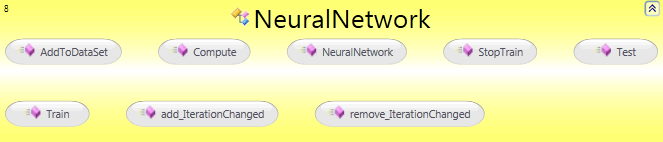 8
NeuralNetwork
AddToDataSet Compute NeuralNetwork StopTrain Test
Train add_IterationChanged remove_IterationChanged